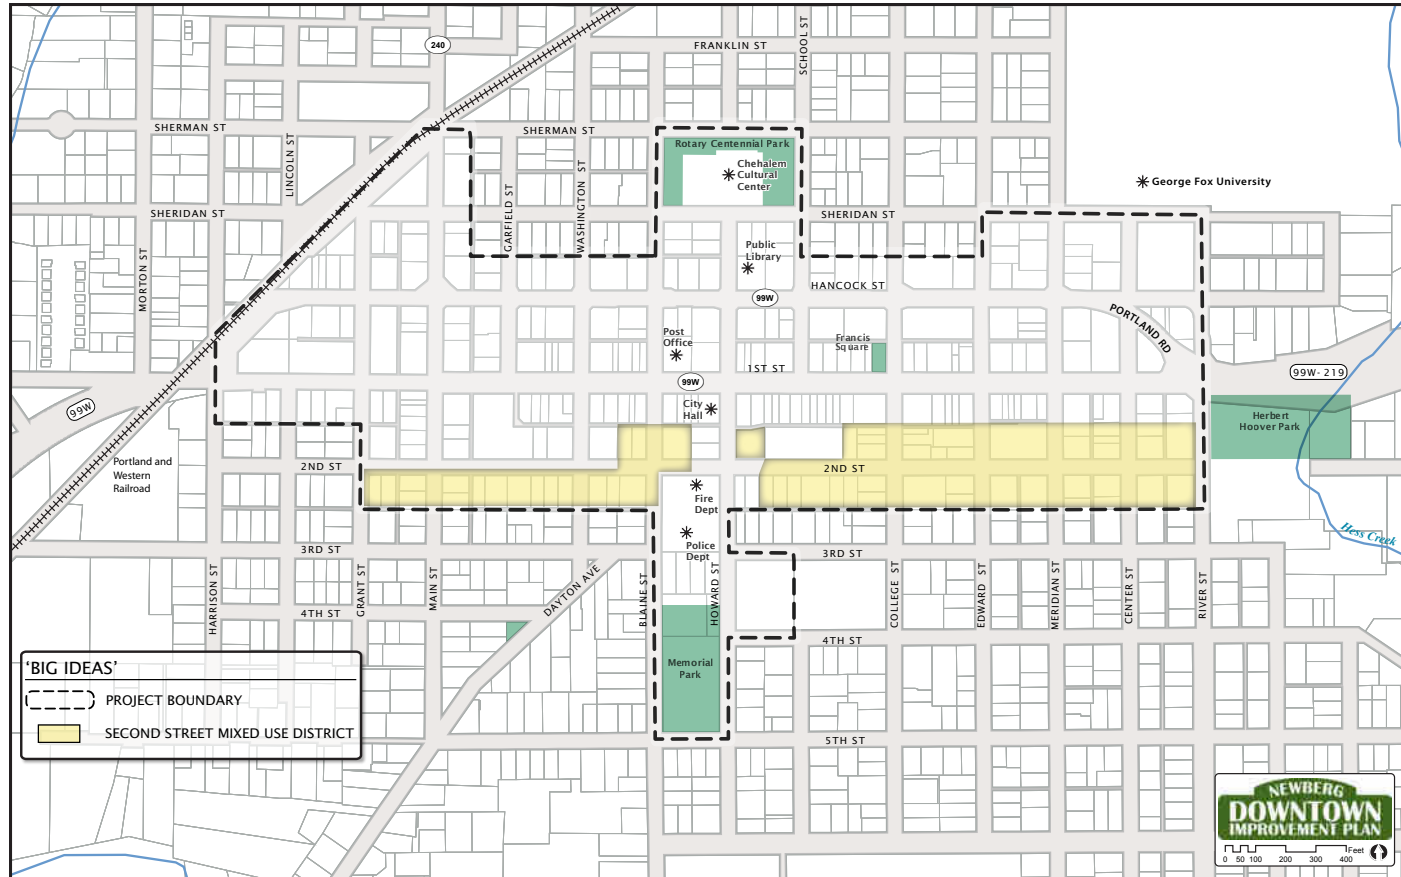 FRANKLIN ST
SCHOOL ST
240
SHERMAN ST
SHERMAN ST
LINCOLN ST
Rotary Centennial Park
Chehalem
Cultural
Center
George Fox University
WASHINGTON ST
GARFIELD ST
SHERIDAN ST
SHERIDAN ST
MORTON ST
Public
Library
HANCOCK ST
99W
PORTLAND RD
Post
Office
Francis
Square
1ST ST
99W
99W-219
99W
City
Hall
Herbert
Hoover Park
Portland and
Western
Railroad
2ND ST
2ND ST
Fire
Dept
Police
Dept
Hess Creek
3RD ST
3RD ST
HARRISON ST
GRANT ST
MAIN ST
DAYTON AVE
BLAINE ST
HOWARD ST
COLLEGE ST
EDWARD ST
MERIDIAN ST
CENTER ST
RIVER ST
4TH ST
4TH ST
Memorial
Park
5TH ST
'BIG IDEAS'
PROJECT BOUNDARY
SECOND STREET MIXED USE DISTRICT
NEWBERG
DOWNTOWN
IMPROVEMENT PLAN
Feet
0 50 100 200 300 400